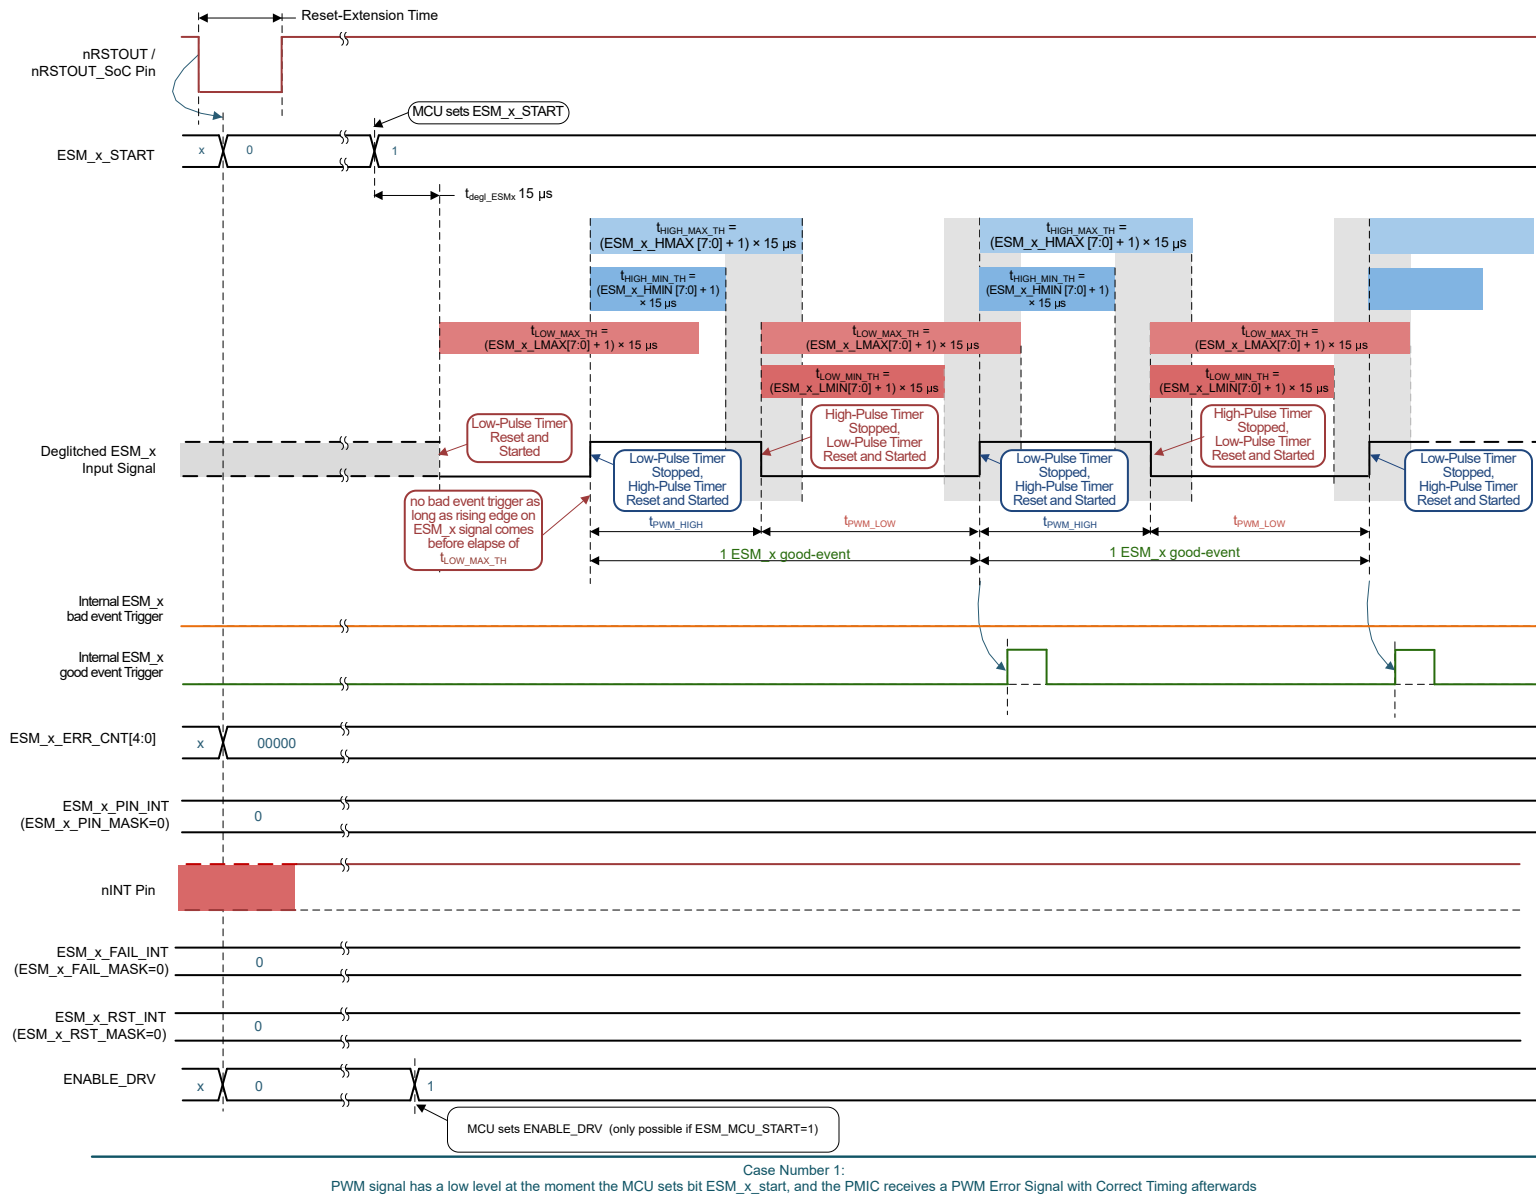 Reset-Extension Time
nRSTOUT /
nRSTOUT_SoC Pin
MCU sets ESM_x_START
ESM_x_START
x
0
1
tdegl_ESMx 15 µs
tHIGH_MAX_TH =
(ESM_x_HMAX [7:0] + 1) × 15 µs
tHIGH_MAX_TH =
(ESM_x_HMAX [7:0] + 1) × 15 µs
tHIGH_MIN_TH =
(ESM_x_HMIN [7:0] + 1)
× 15 µs
tHIGH_MIN_TH =
(ESM_x_HMIN [7:0] + 1)
× 15 µs
tLOW_MAX_TH =
(ESM_x_LMAX[7:0] + 1) × 15 µs
tLOW_MAX_TH =
(ESM_x_LMAX[7:0] + 1) × 15 µs
tLOW_MAX_TH =
(ESM_x_LMAX[7:0] + 1) × 15 µs
tLOW_MIN_TH =
(ESM_x_LMIN[7:0] + 1) × 15 µs
tLOW_MIN_TH =
(ESM_x_LMIN[7:0] + 1) × 15 µs
Deglitched ESM_x
Input Signal
Low-Pulse Timer
Reset and
Started
High-Pulse Timer
Stopped,
Low-Pulse Timer
Reset and Started
High-Pulse Timer
Stopped,
Low-Pulse Timer
Reset and Started
Low-Pulse Timer
Stopped,
High-Pulse Timer
Reset and Started
Low-Pulse Timer
Stopped,
High-Pulse Timer
Reset and Started
Low-Pulse Timer
Stopped,
High-Pulse Timer
Reset and Started
no bad event trigger as
long as rising edge on
ESM_x signal comes
before elapse of
tLOW_MAX_TH
tPWM_HIGH
tPWM_LOW
tPWM_HIGH
tPWM_LOW
1 ESM_x good-event
1 ESM_x good-event
Internal ESM_x
bad event Trigger
Internal ESM_x
good event Trigger
ESM_x_ERR_CNT[4:0]
x
00000
ESM_x_PIN_INT
(ESM_x_PIN_MASK=0)
0
nINT Pin
ESM_x_FAIL_INT
(ESM_x_FAIL_MASK=0)
0
ESM_x_RST_INT
(ESM_x_RST_MASK=0)
0
ENABLE_DRV
x
0
1
MCU sets ENABLE_DRV (only possible if ESM_MCU_START=1)
Case Number 1:
PWM signal has a low level at the moment the MCU sets bit ESM_x_start, and the PMIC receives a PWM Error Signal with Correct Timing afterwards